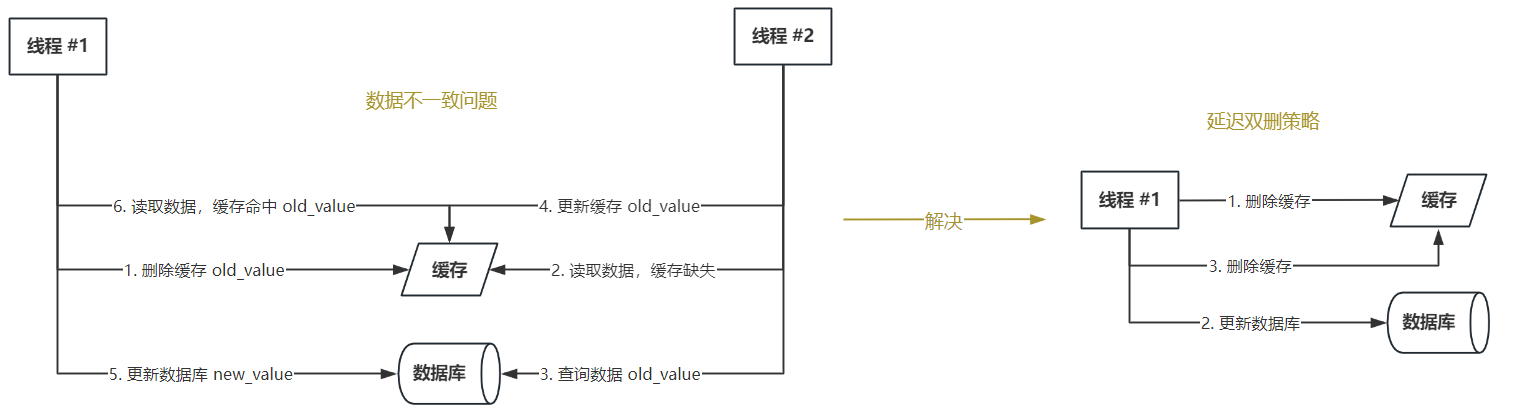 线程 #1
线程 #2
数据不一致问题
6. 读取数据，缓存命中 old_value
4. 更新缓存 old_value
1. 删除缓存 old_value
缓存
2. 读取数据，缓存缺失
5. 更新数据库 new_value
数据库
3. 查询数据 old_value
解决
延迟双删策略
线程 #1
1. 删除缓存
缓存
3. 删除缓存
2. 更新数据库
数据库